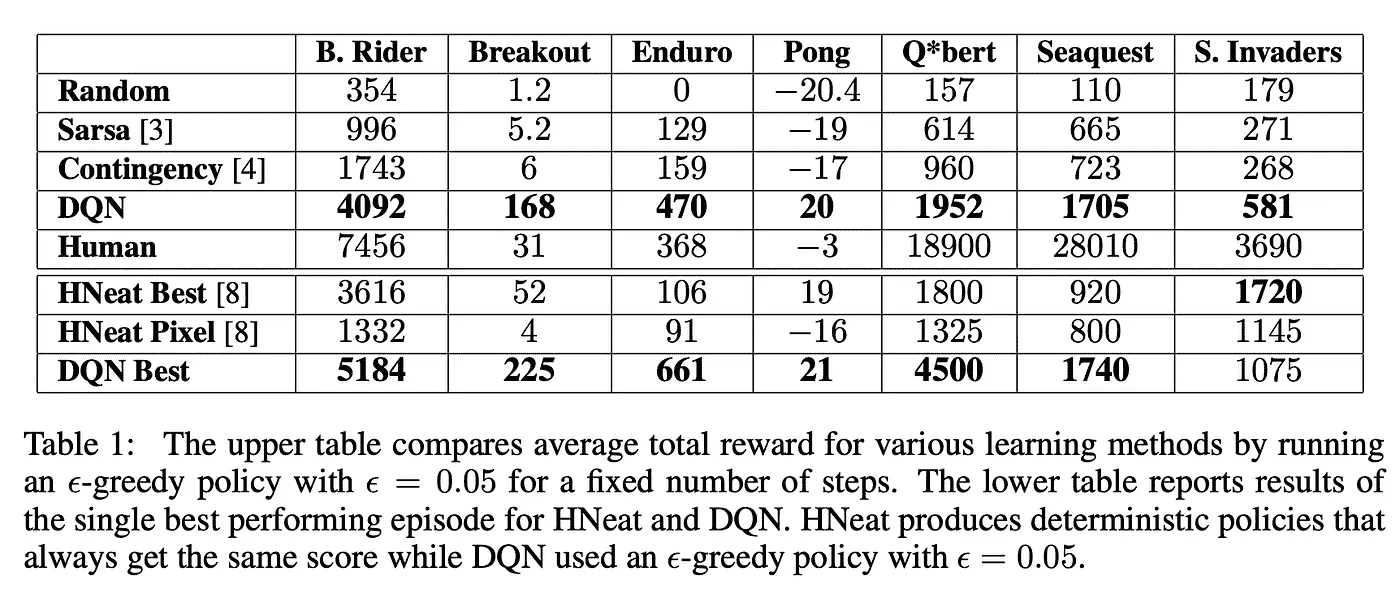 B. Rider Breakout Enduro Pong Q*bert Seaquest S. Invaders
Random 354 1.2 0 −20.4 157 110 179
Sarsa [3] 996 5.2 129 −19 614 665 271
Contingency [4] 1743 6 159 −17 960 723 268
DQN 4092 168 470 20 1952 1705 581
Human 7456 31 368 −3 18900 28010 3690
HNeat Best [8] 3616 52 106 19 1800 920 1720
HNeat Pixel [8] 1332 4 91 −16 1325 800 1145
DQN Best 5184 225 661 21 4500 1740 1075
Table 1: The upper table compares average total reward for various learning methods by running
an ϵ-greedy policy with ϵ = 0.05 for a fixed number of steps. The lower table reports results of
the single best performing episode for HNeat and DQN. HNeat produces deterministic policies that
always get the same score while DQN used an ϵ-greedy policy with ϵ = 0.05.